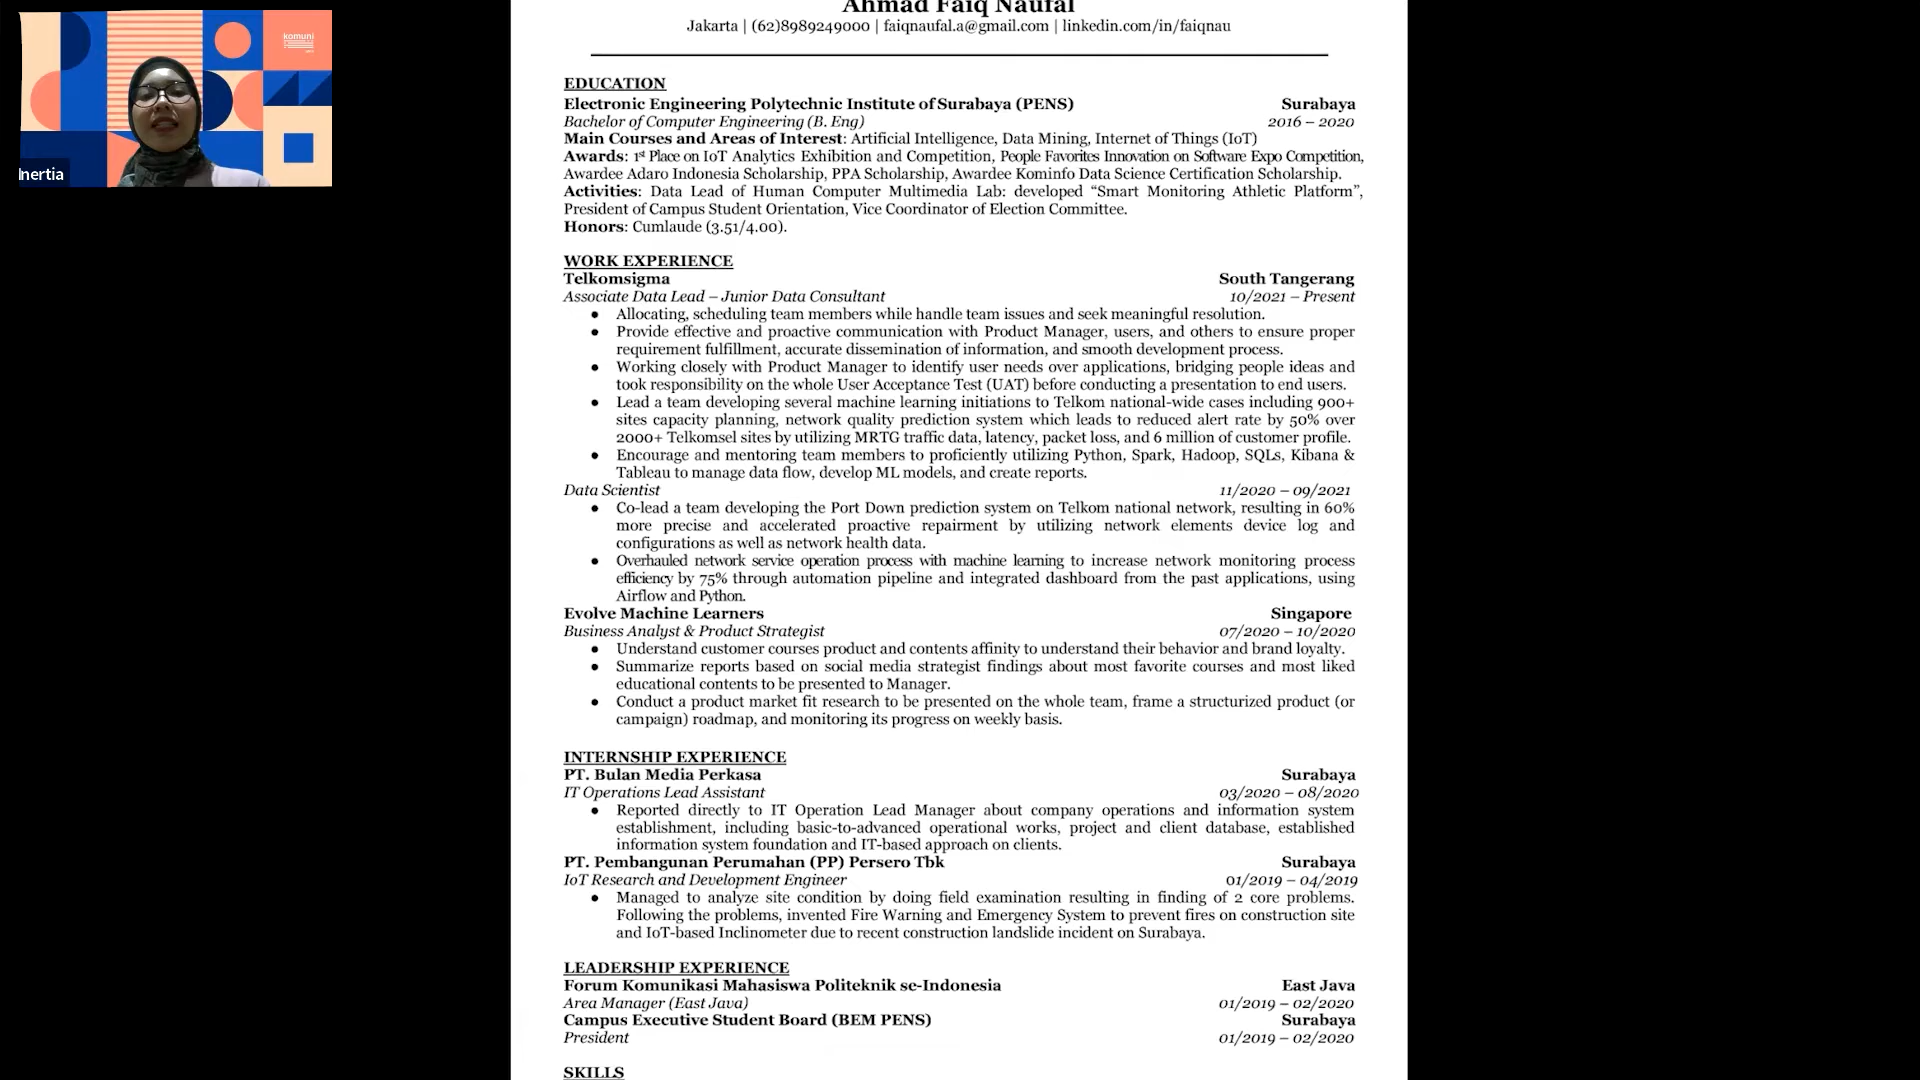 komuni
Inertia
Ahmad Faiq Naufal
Jakarta | (62)8989249000 | faiqnaufal.a@gmail.com | linkedin.com/in/faiqnau
EDUCATION
Electronic Engineering Polytechnic Institute of Surabaya (PENS) Surabaya
Bachelor of Computer Engineering (B. Eng) 2016 – 2020
Main Courses and Areas of Interest: Artificial Intelligence, Data Mining, Internet of Things (IoT)
Awards: 1st Place on IoT Analytics Exhibition and Competition, People Favorites Innovation on Software Expo Competition,
Awardee Adaro Indonesia Scholarship, PPA Scholarship, Awardee Kominfo Data Science Certification Scholarship.
Activities: Data Lead of Human Computer Multimedia Lab: developed “Smart Monitoring Athletic Platform”,
President of Campus Student Orientation, Vice Coordinator of Election Committee.
Honors: Cumlaude (3.51/4.00).
WORK EXPERIENCE
Telkomsigma South Tangerang
Associate Data Lead – Junior Data Consultant 10/2021 – Present
● Allocating, scheduling team members while handle team issues and seek meaningful resolution.
● Provide effective and proactive communication with Product Manager, users, and others to ensure proper
requirement fulfillment, accurate dissemination of information, and smooth development process.
● Working closely with Product Manager to identify user needs over applications, bridging people ideas and
took responsibility on the whole User Acceptance Test (UAT) before conducting a presentation to end users.
● Lead a team developing several machine learning initiations to Telkom national-wide cases including 900+
sites capacity planning, network quality prediction system which leads to reduced alert rate by 50% over
2000+ Telkomsel sites by utilizing MRTG traffic data, latency, packet loss, and 6 million of customer profile.
● Encourage and mentoring team members to proficiently utilizing Python, Spark, Hadoop, SQLs, Kibana &
Tableau to manage data flow, develop ML models, and create reports.
Data Scientist 11/2020 – 09/2021
● Co-lead a team developing the Port Down prediction system on Telkom national network, resulting in 60%
more precise and accelerated proactive repairment by utilizing network elements device log and
configurations as well as network health data.
● Overhauled network service operation process with machine learning to increase network monitoring process
efficiency by 75% through automation pipeline and integrated dashboard from the past applications, using
Airflow and Python.
Evolve Machine Learners Singapore
Business Analyst & Product Strategist 07/2020 – 10/2020
● Understand customer courses product and contents affinity to understand their behavior and brand loyalty.
● Summarize reports based on social media strategist findings about most favorite courses and most liked
educational contents to be presented to Manager.
● Conduct a product market fit research to be presented on the whole team, frame a structurized product (or
campaign) roadmap, and monitoring its progress on weekly basis.
INTERNSHIP EXPERIENCE
PT. Bulan Media Perkasa Surabaya
IT Operations Lead Assistant 03/2020 – 08/2020
● Reported directly to IT Operation Lead Manager about company operations and information system
establishment, including basic-to-advanced operational works, project and client database, established
information system foundation and IT-based approach on clients.
PT. Pembangunan Perumahan (PP) Persero Tbk Surabaya
IoT Research and Development Engineer 01/2019 – 04/2019
● Managed to analyze site condition by doing field examination resulting in finding of 2 core problems.
Following the problems, invented Fire Warning and Emergency System to prevent fires on construction site
and IoT-based Inclinometer due to recent construction landslide incident on Surabaya.
LEADERSHIP EXPERIENCE
Forum Komunikasi Mahasiswa Politeknik se-Indonesia East Java
Area Manager (East Java) 01/2019 – 02/2020
Campus Executive Student Board (BEM PENS) Surabaya
President 01/2019 – 02/2020
SKILLS